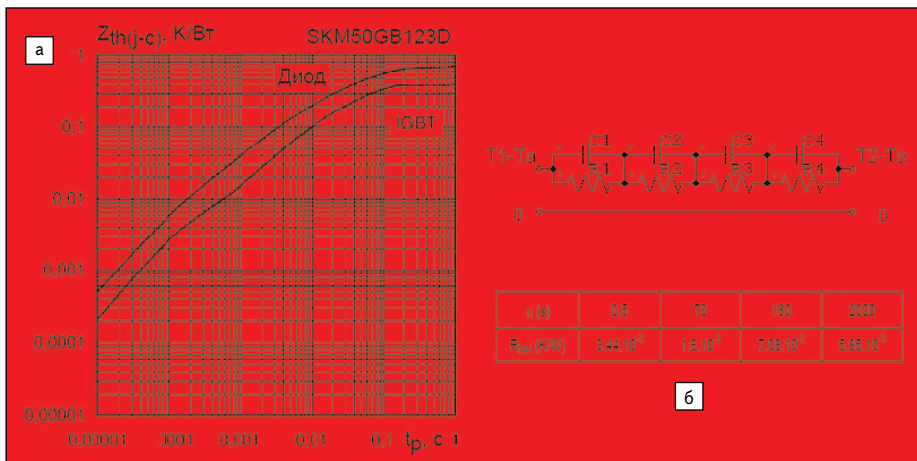 а
Z th(j-c), К/Вт
SKM50GB123D
1
Диод
IGBT
0,1
0,01
0,001
0,0001
0,00001
0,00001 0001 0,001 0,01 0,1 1
t p, с
C1 C2 C3 C4
T1-Ta T2-Ta
R1 R2 R3 R4
0 0
(s) 0.5 70 2000
(K/W)
б